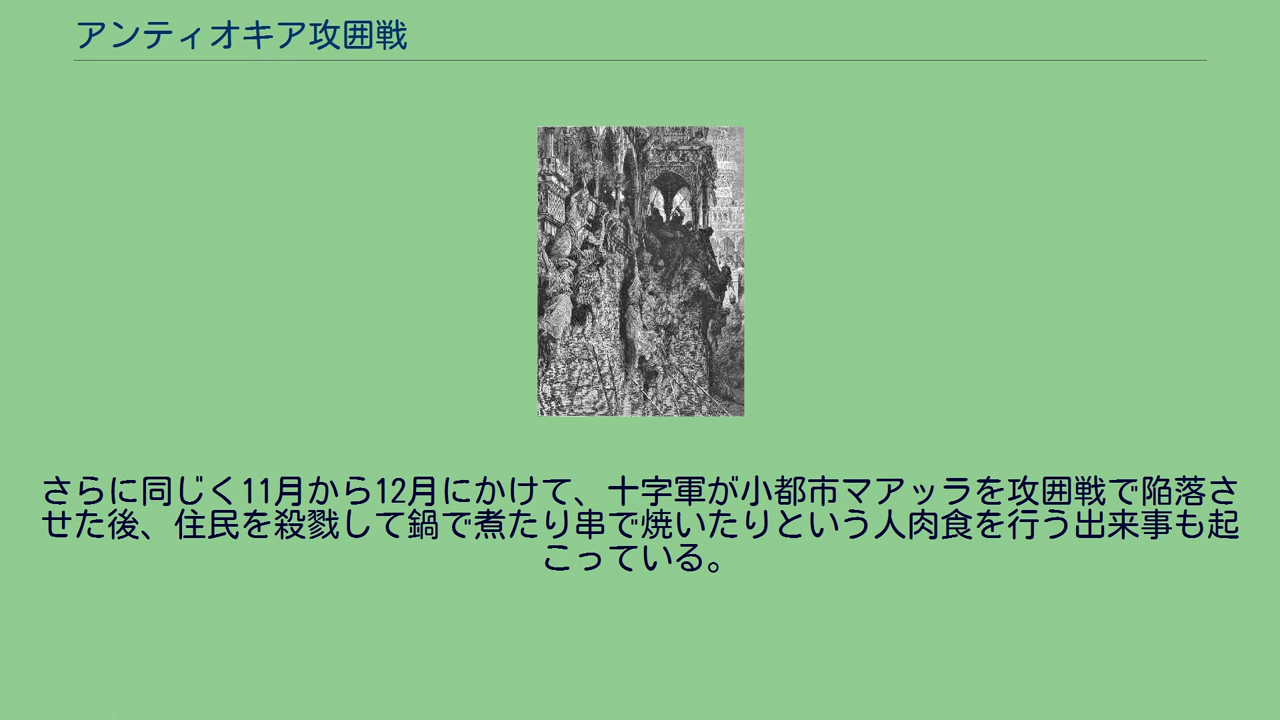 アンティオキア攻囲戦
さらに同じく11月から12月にかけて、十字軍が小都市マアッラを攻囲戦で陥落さ
せた後、住民を殺戮して鍋で煮たり串で焼いたりという人肉食を行う出来事も起
こっている。